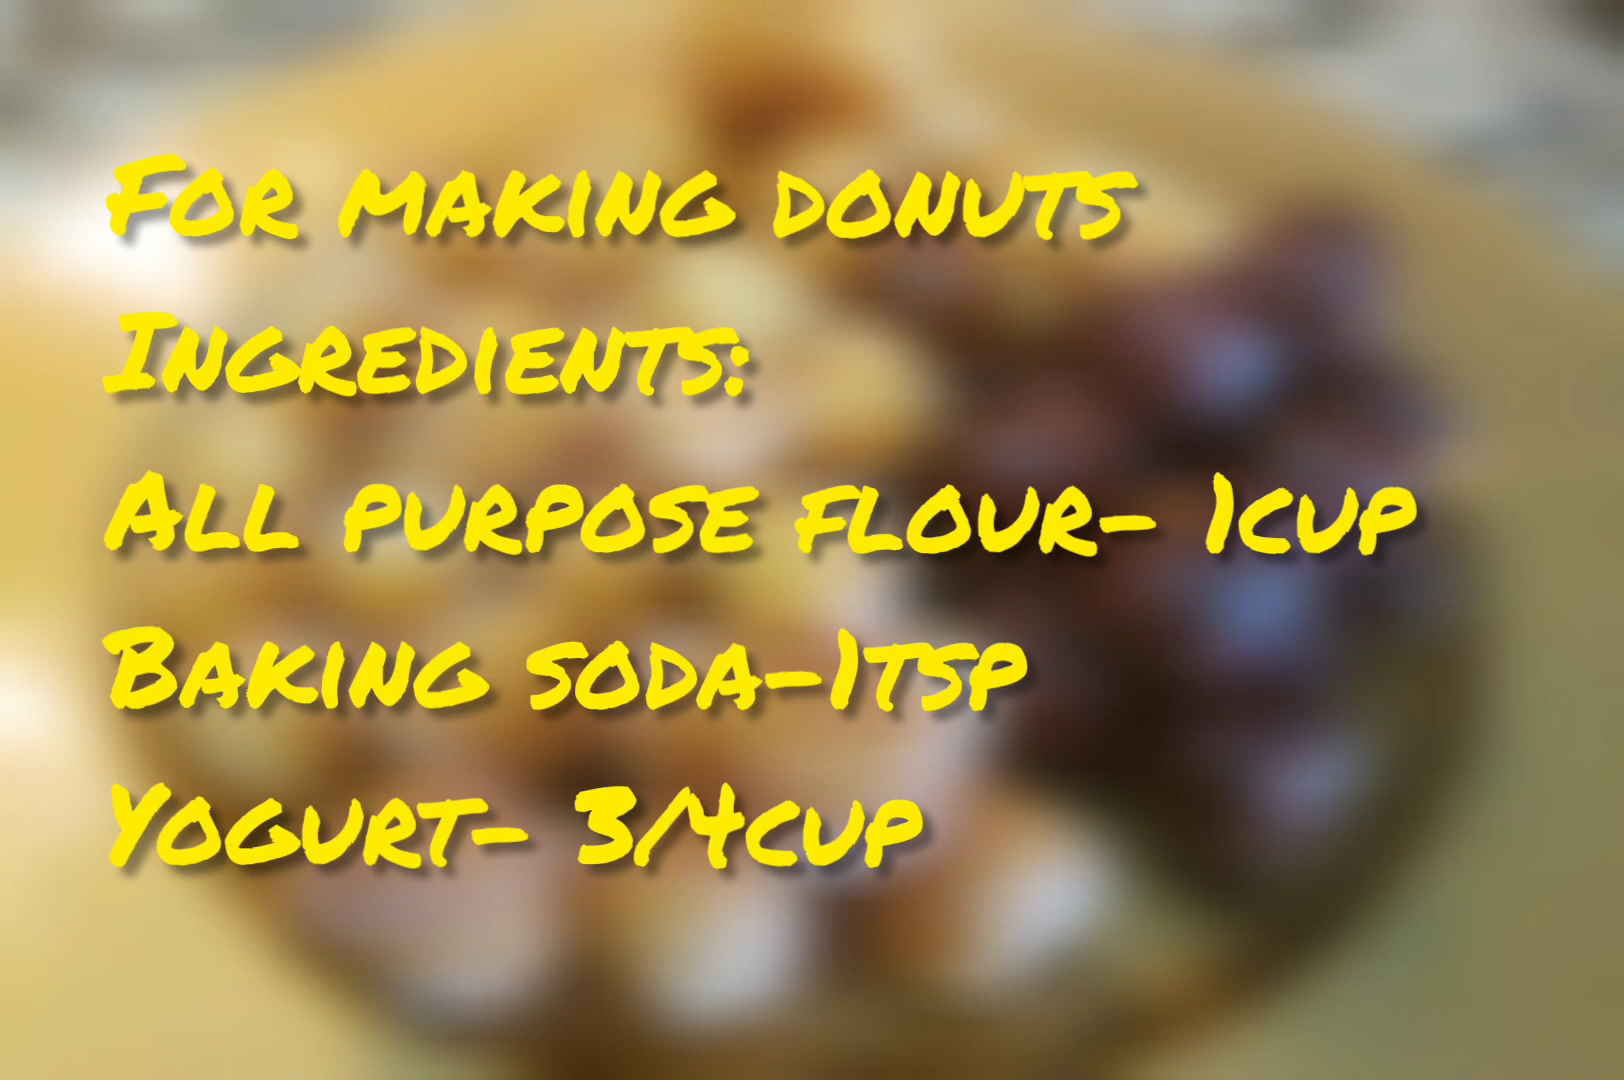 For making donuts
Ingredients:
All purpose flour- 1cup
Baking soda-1tsp
Yogurt- 3/4cup